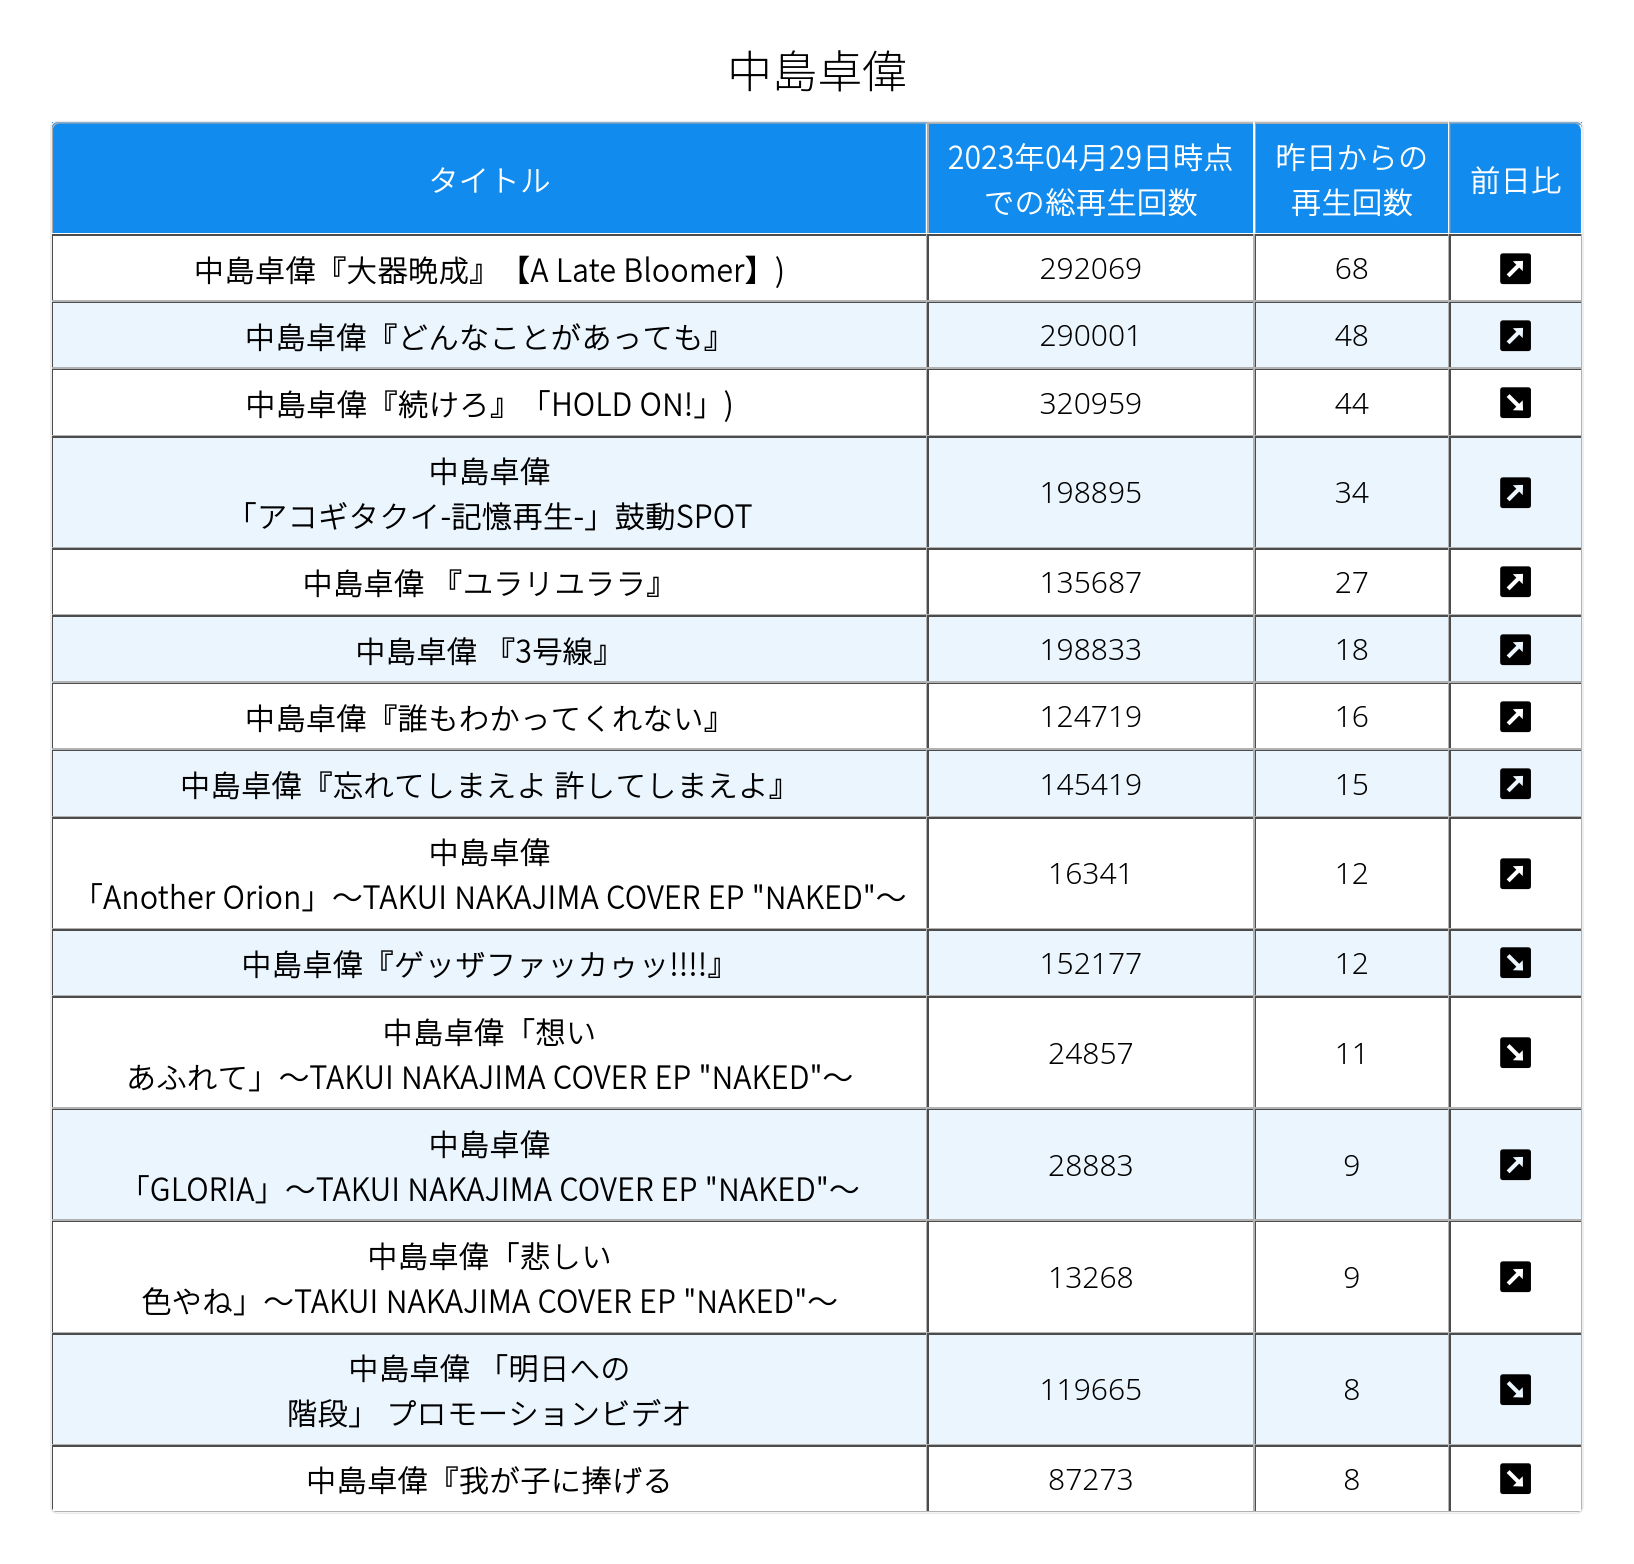 中島卓偉
タイトル
2023年04月29日時点
での総再生回数
昨日からの
再生回数
前日比
中島卓偉『大器晩成』【A Late Bloomer】)
292069
68
中島卓偉『どんなことがあっても』
290001
48
中島卓偉『続けろ』「HOLD ON!」)
320959
44
中島卓偉
「アコギタクイ-記憶再生-」鼓動SPOT
198895
34
中島卓偉 『ユラリユララ』
135687
27
中島卓偉 『3号線』
198833
18
中島卓偉『誰もわかってくれない』
124719
16
中島卓偉『忘れてしまえよ 許してしまえよ』
145419
15
中島卓偉
「Another Orion」～TAKUI NAKAJIMA COVER EP "NAKED"～
16341
12
中島卓偉『ゲッザファッカゥッ!!!!』
152177
12
中島卓偉「想い
あふれて」～TAKUI NAKAJIMA COVER EP "NAKED"～
24857
11
中島卓偉
「GLORIA」～TAKUI NAKAJIMA COVER EP "NAKED"～
28883
9
中島卓偉「悲しい
色やね」～TAKUI NAKAJIMA COVER EP "NAKED"～
13268
9
中島卓偉 「明日への
階段」 プロモーションビデオ
119665
8
中島卓偉『我が子に捧げる
87273
8